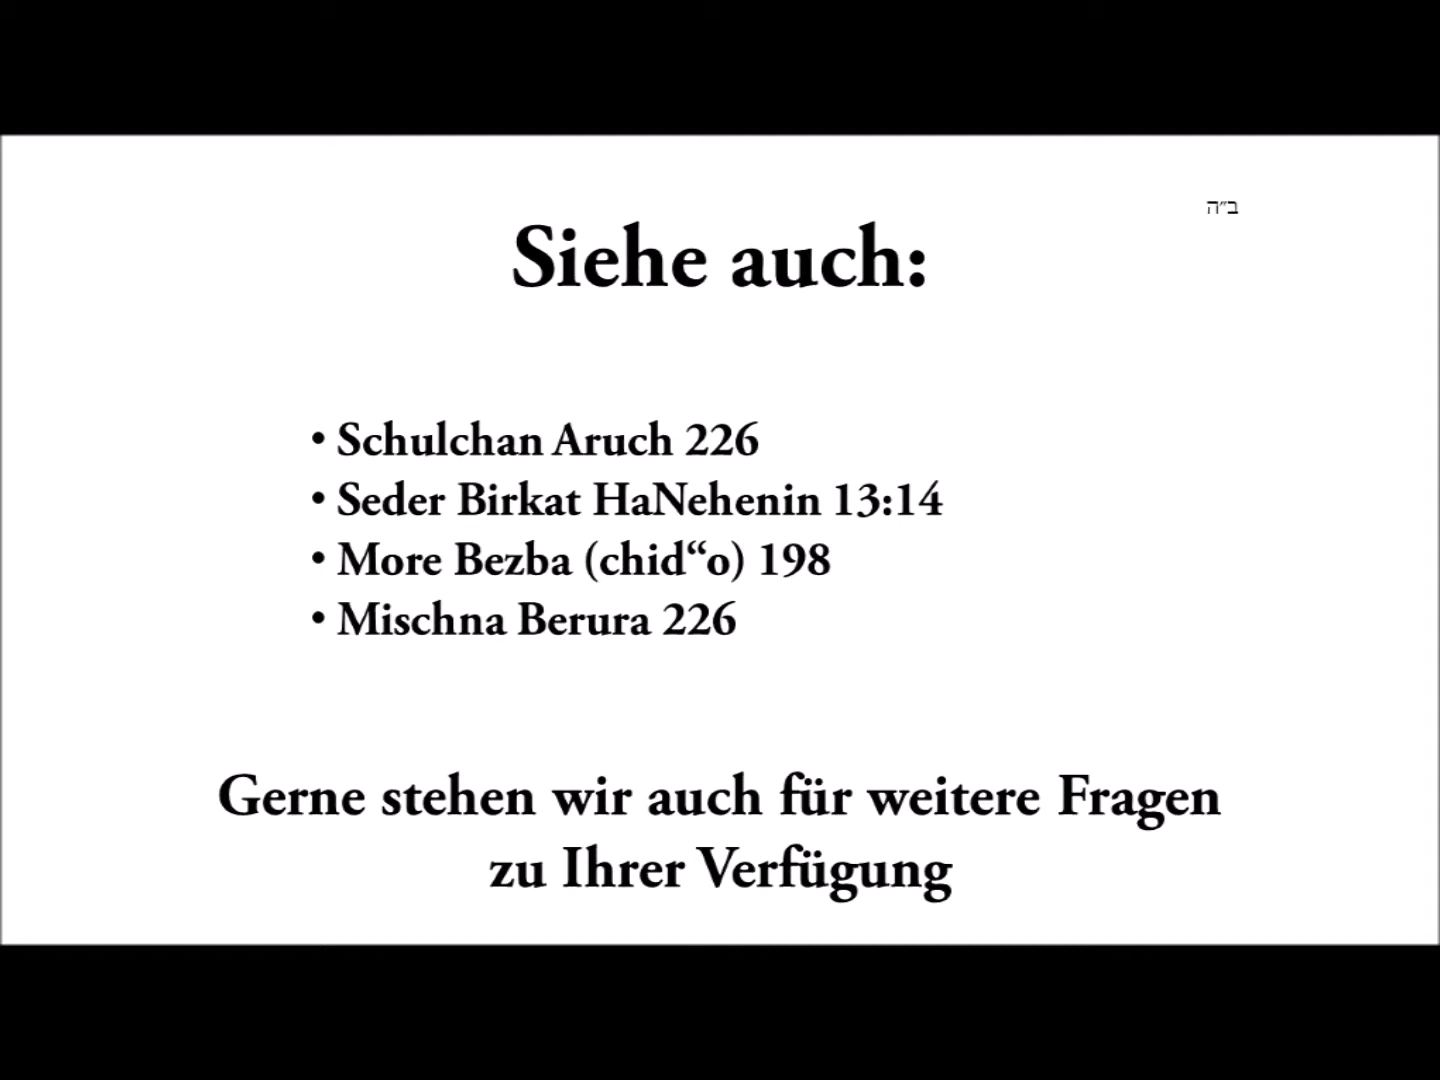 ב״ה
Siehe auch:
• Schulchan Aruch 226
• Seder Birkat HaNehenin 13:14
• More Bezba (chid“o) 198
• Mischna Berura 226
Gerne stehen wir auch für weitere Fragen
zu Ihrer Verfügung